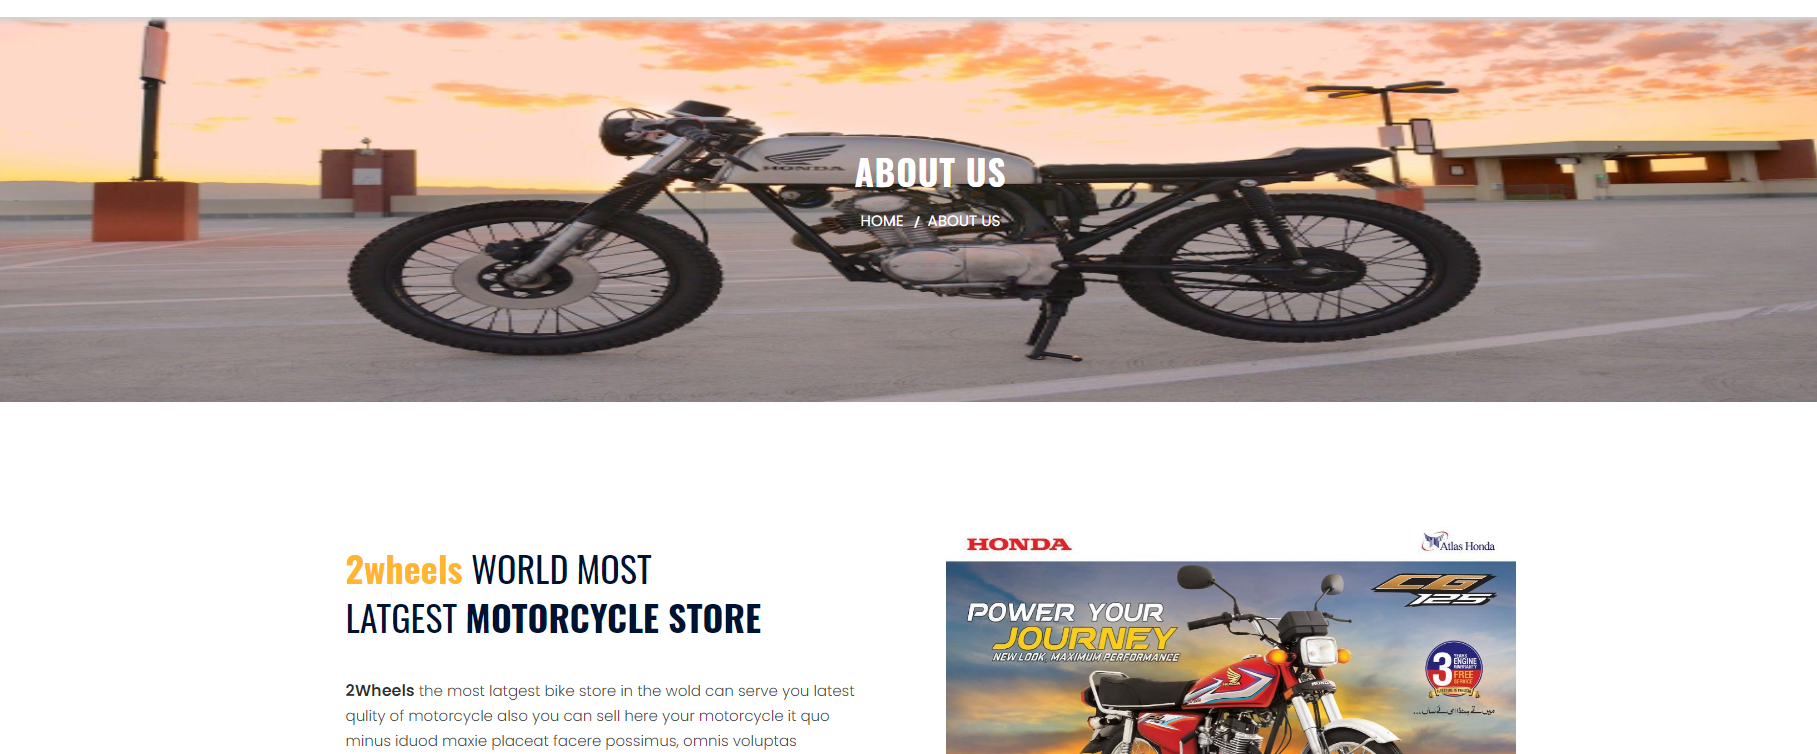 HONDA
ABOUT US
HOME / ABOUT US
2wheels WORLD MOST
LATGEST MOTORCYCLE STORE
2Wheels the most latgest bike store in the wold can serve you latest
qulity of motorcycle also you can sell here your motorcycle it quo
minus iduod maxie placeat facere possimus, omnis voluptas
HONDA
Atlas Honda
CG
125
POWER YOUR
JOURNEY
NEW LOOK, MAXIMUM PERFORMANCE
3 YEARS
ENGINE
WARRANTY
FREE
SERVICE